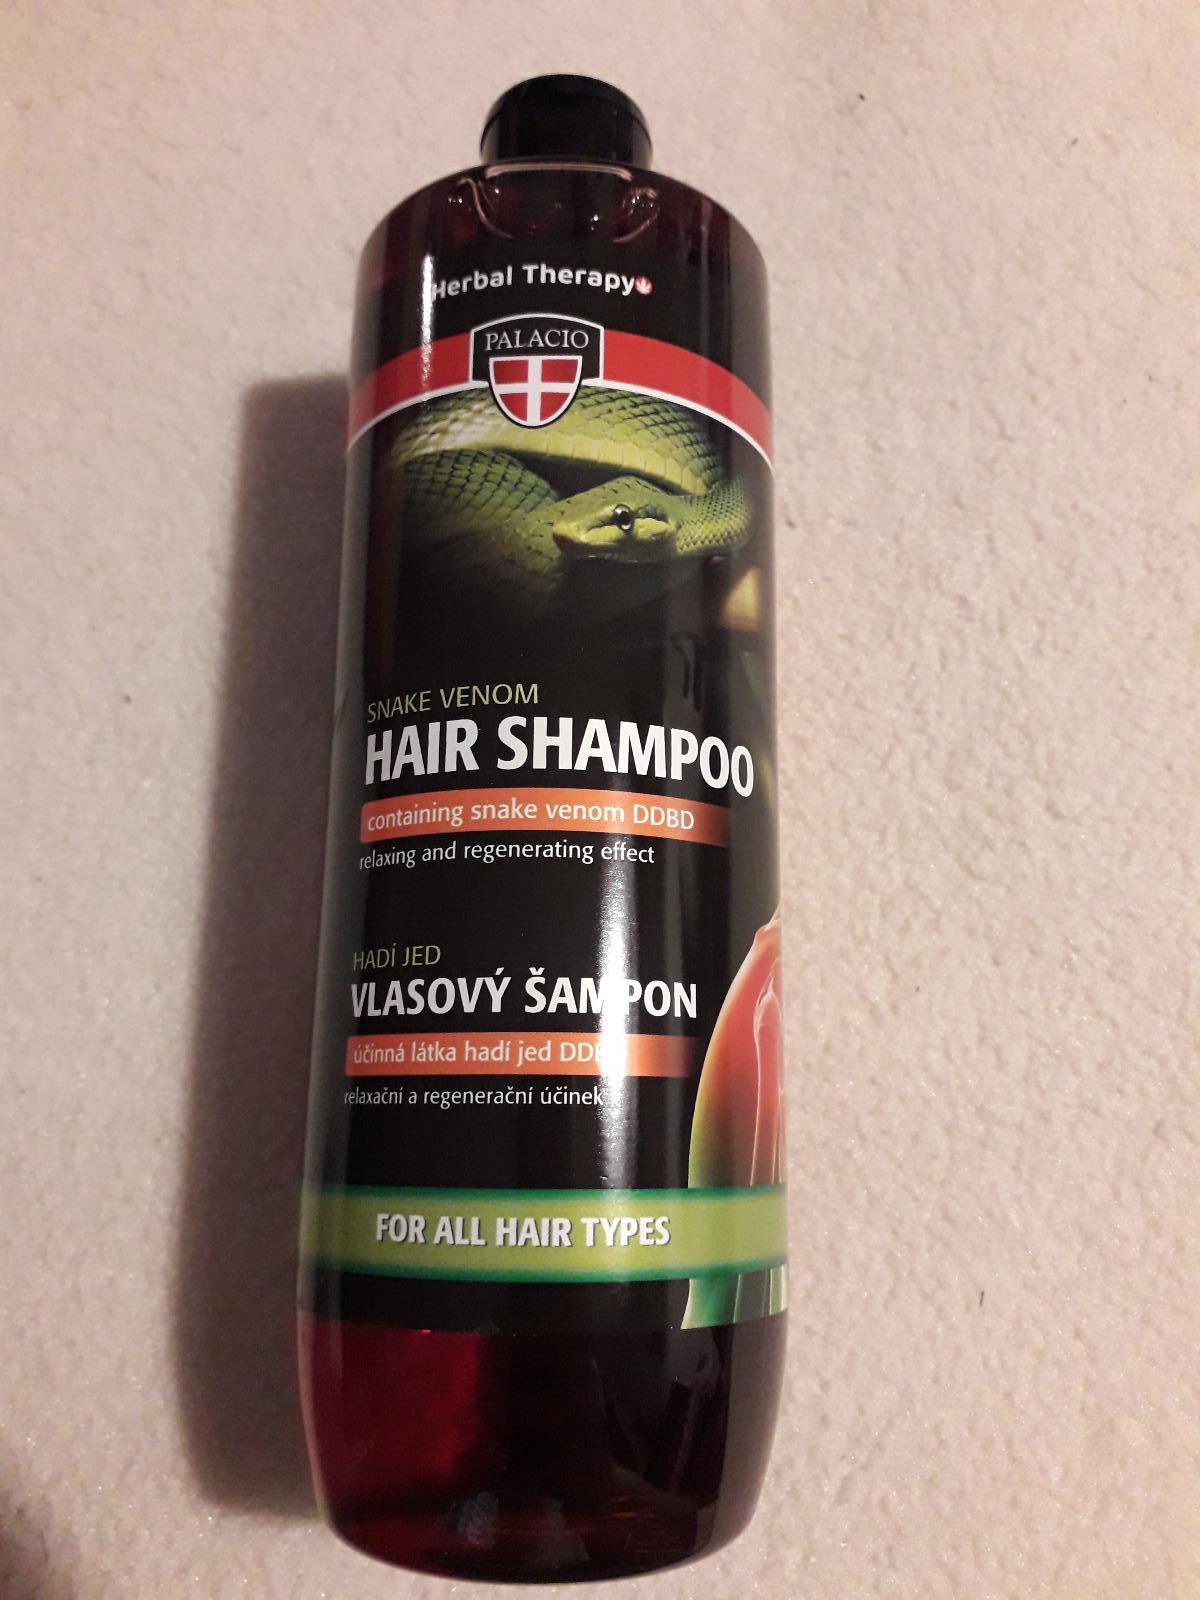 Herbal Therapy
PALACIO
SNAKE VENOM
HAIR SHAMPOO
containing snake venom DDBD
relaxing and regenerating effect
HADÍ JED
VLASOVÝ ŠAMPON
účinná látka hadí jed
relaxační a regenerační účinek
FOR ALL HAIR TYPES